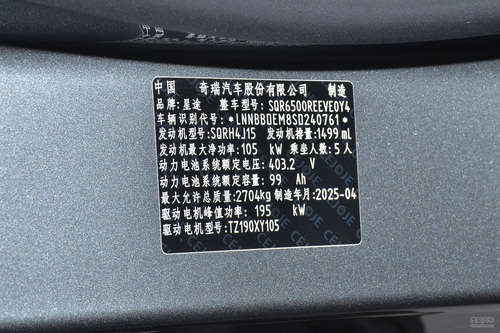 中国 奇瑞汽车股份有限公司 制造
品牌:星途 整车型号:SQR6500REEVE0Y4
车辆识别代号:*LNNBBDEM8SD240761*
发动机型号:SQRH4J15 发动机排量:1499 mL
发动机最大净功率:105 kW 乘坐人数:5 人
动力电池系统额定电压:403.2 V
动力电池系统额定容量:99 Ah
最大允许总质量:2704kg 制造年月:2025-04
驱动电机峰值功率:195 kW
驱动电机型号:TZ190XY105